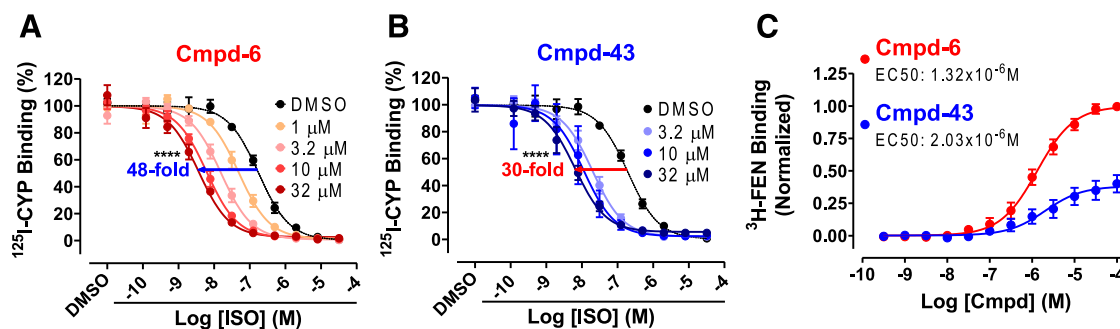 A
Cmpd-6
¹²⁵I-CYP Binding (%)
120
100
80
60
40
20
0
DMSO
1 μM
3.2 μM
10 μM
32 μM
****
48-fold
DMSO
-10
-9
-8
-7
-6
-5
-4
Log [ISO] (M)
B
Cmpd-43
¹²⁵I-CYP Binding (%)
120
100
80
60
40
20
0
DMSO
3.2 μM
10 μM
32 μM
****
30-fold
DMSO
-10
-9
-8
-7
-6
-5
-4
Log [ISO] (M)
C
Cmpd-6
EC50: 1.32x10⁻⁶M
Cmpd-43
EC50: 2.03x10⁻⁶M
³H-FEN Binding
(Normalized)
1.25
1.00
0.75
0.50
0.25
0.00
-10
-9
-8
-7
-6
-5
-4
Log [Cmpd] (M)